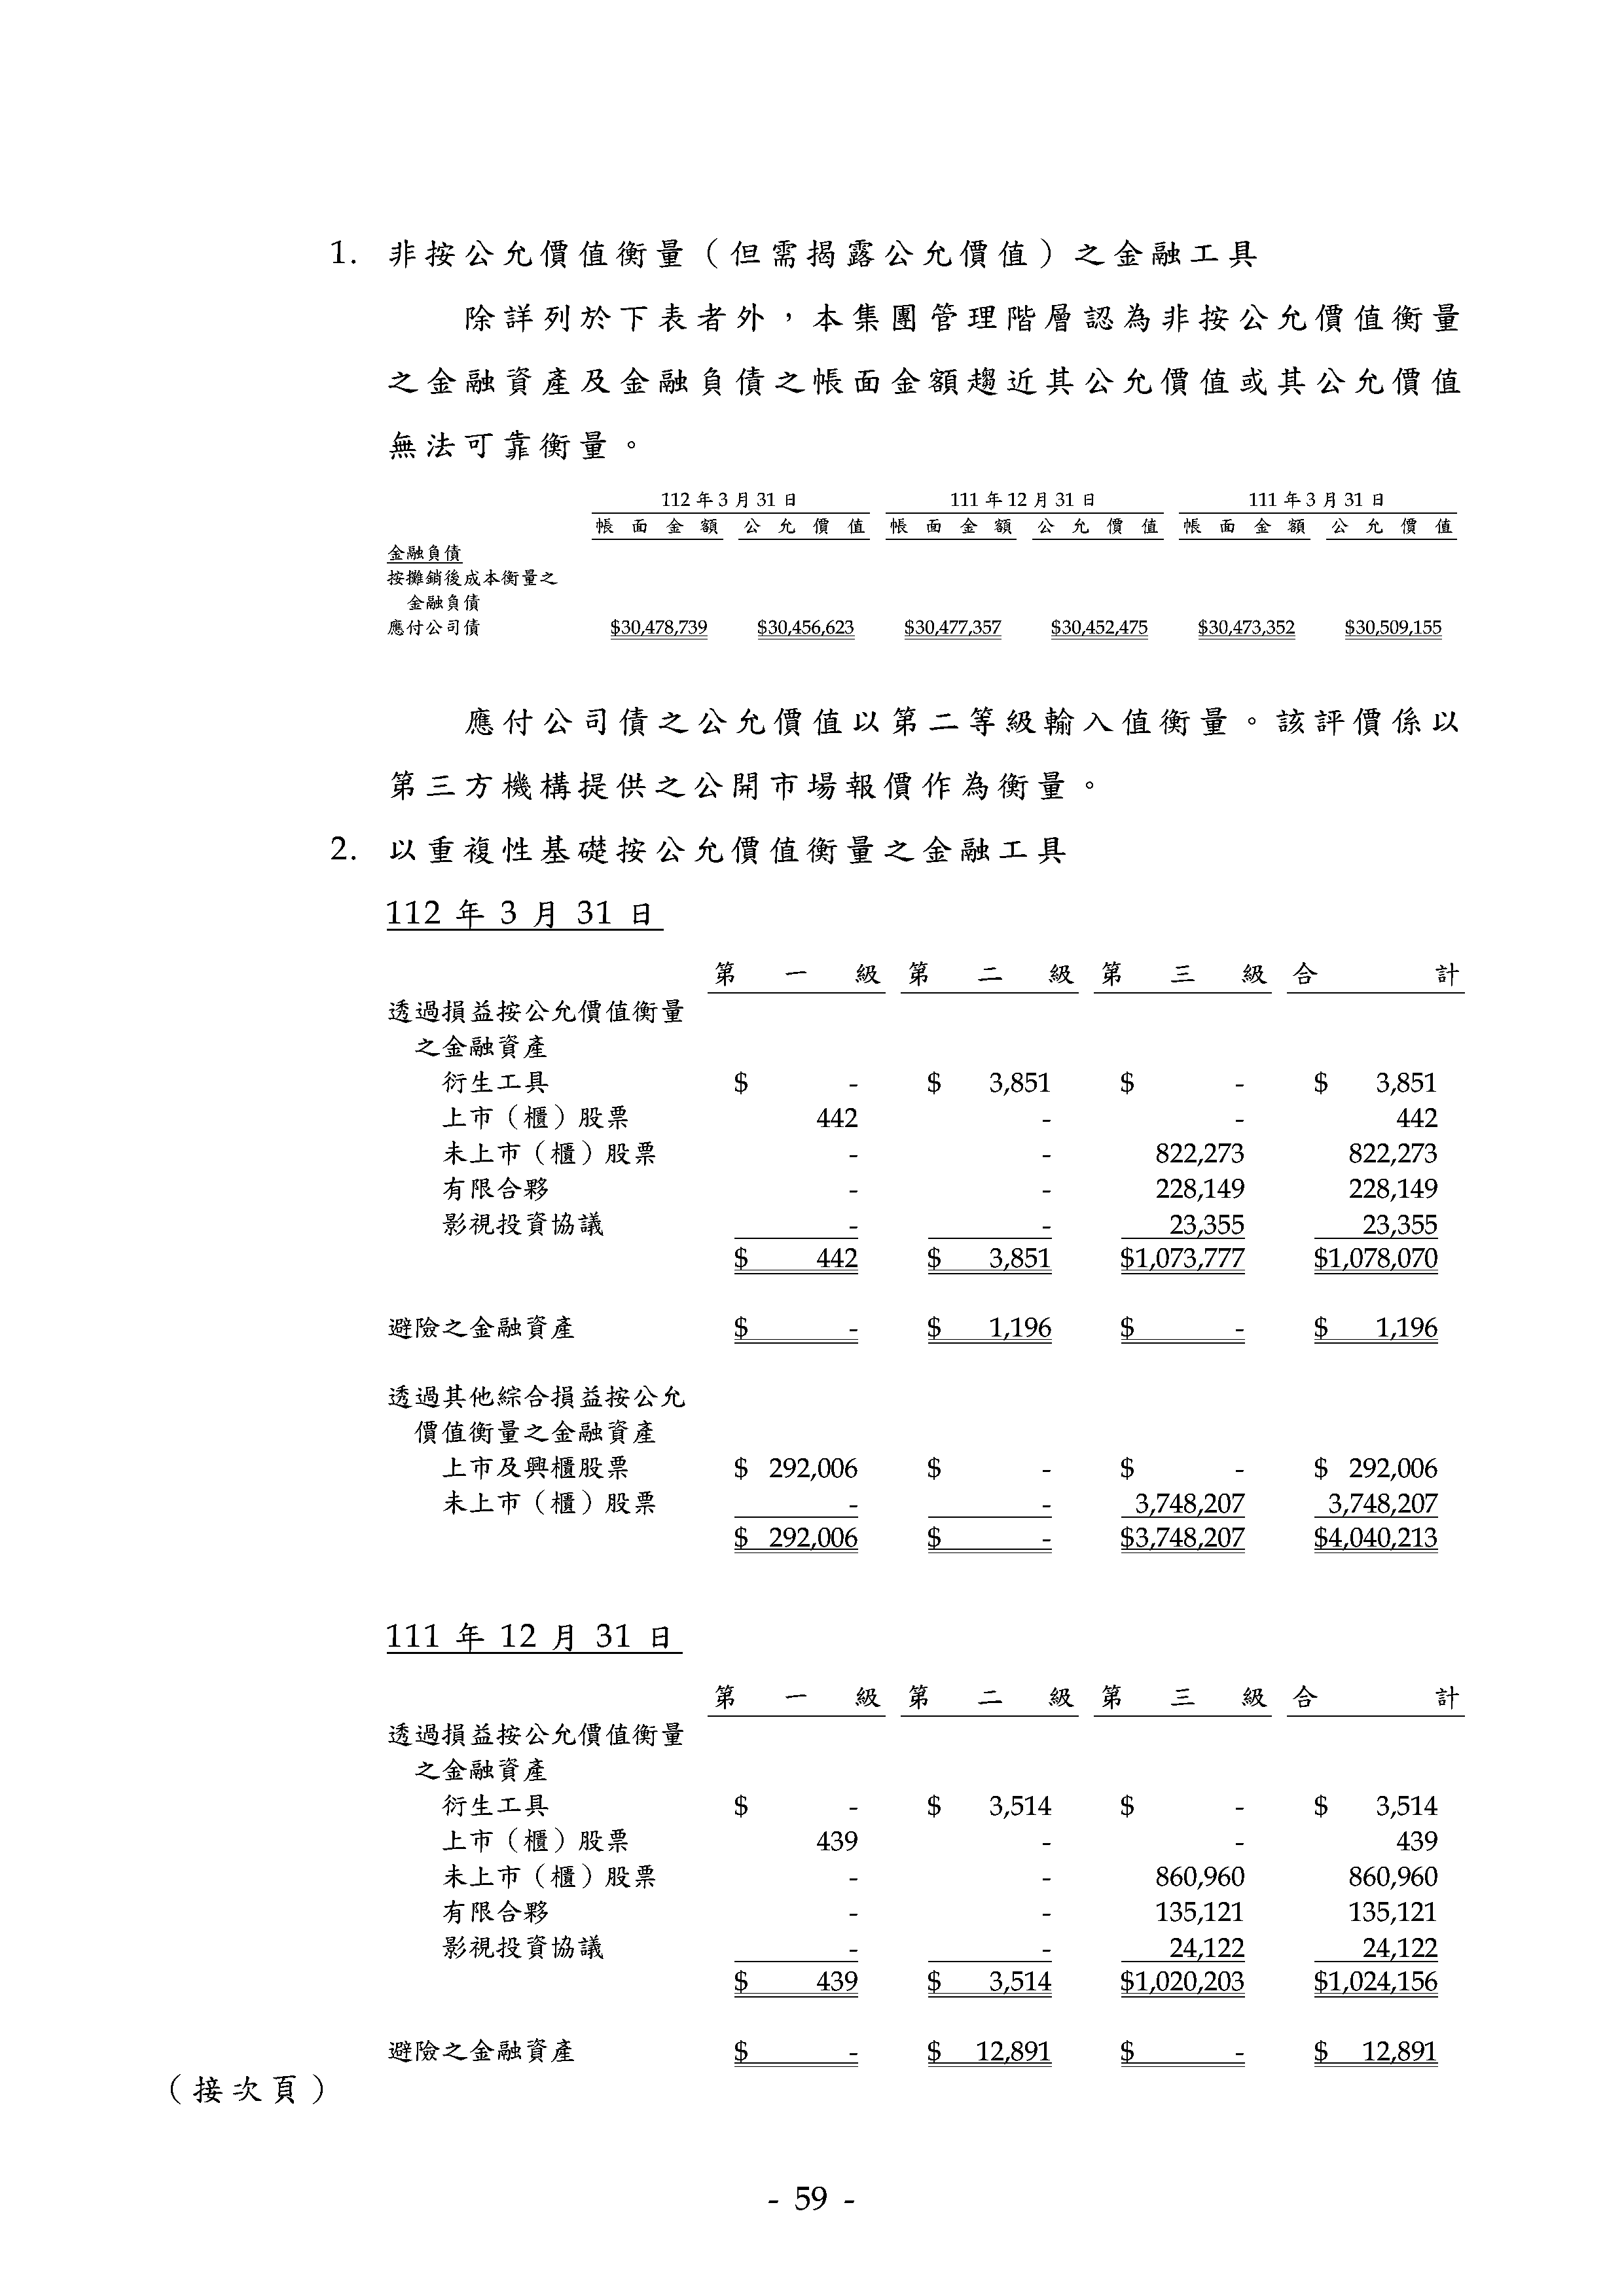 1. 非按公允價值衡量（但需揭露公允價值）之金融工具
除詳列於下表者外，本集團管理階層認為非按公允價值衡量
之金融資產及金融負債之帳面金額趨近其公允價值或其公允價值
無法可靠衡量。
112年3月31日 111年12月31日 111年3月31日
帳面金額 公允價值 帳面金額 公允價值 帳面金額 公允價值
金融負債
按攤銷後成本衡量之
金融負債
應付公司債 $30,478,739 $30,456,623 $30,477,357 $30,452,475 $30,473,352 $30,509,155
應付公司債之公允價值以第二等級輸入值衡量。該評價係以
第三方機構提供之公開市場報價作為衡量。
2. 以重複性基礎按公允價值衡量之金融工具
112 年 3 月 31 日
第一級 第二級 第三級 合計
透過損益按公允價值衡量
之金融資產
衍生工具 $ - $ 3,851 $ - $ 3,851
上市（櫃）股票 442 - - 442
未上市（櫃）股票 - - 822,273 822,273
有限合夥 - - 228,149 228,149
影視投資協議 - - 23,355 23,355
$ 442 $ 3,851 $1,073,777 $1,078,070
避險之金融資產 $ - $ 1,196 $ - $ 1,196
透過其他綜合損益按公允
價值衡量之金融資產
上市及興櫃股票 $ 292,006 $ - $ - $ 292,006
未上市（櫃）股票 - - 3,748,207 3,748,207
$ 292,006 $ - $3,748,207 $4,040,213
111 年 12 月 31 日
第一級 第二級 第三級 合計
透過損益按公允價值衡量
之金融資產
衍生工具 $ - $ 3,514 $ - $ 3,514
上市（櫃）股票 439 - - 439
未上市（櫃）股票 - - 860,960 860,960
有限合夥 - - 135,121 135,121
影視投資協議 - - 24,122 24,122
$ 439 $ 3,514 $1,020,203 $1,024,156
避險之金融資產 $ - $ 12,891 $ - $ 12,891
（接次頁）
- 59 -